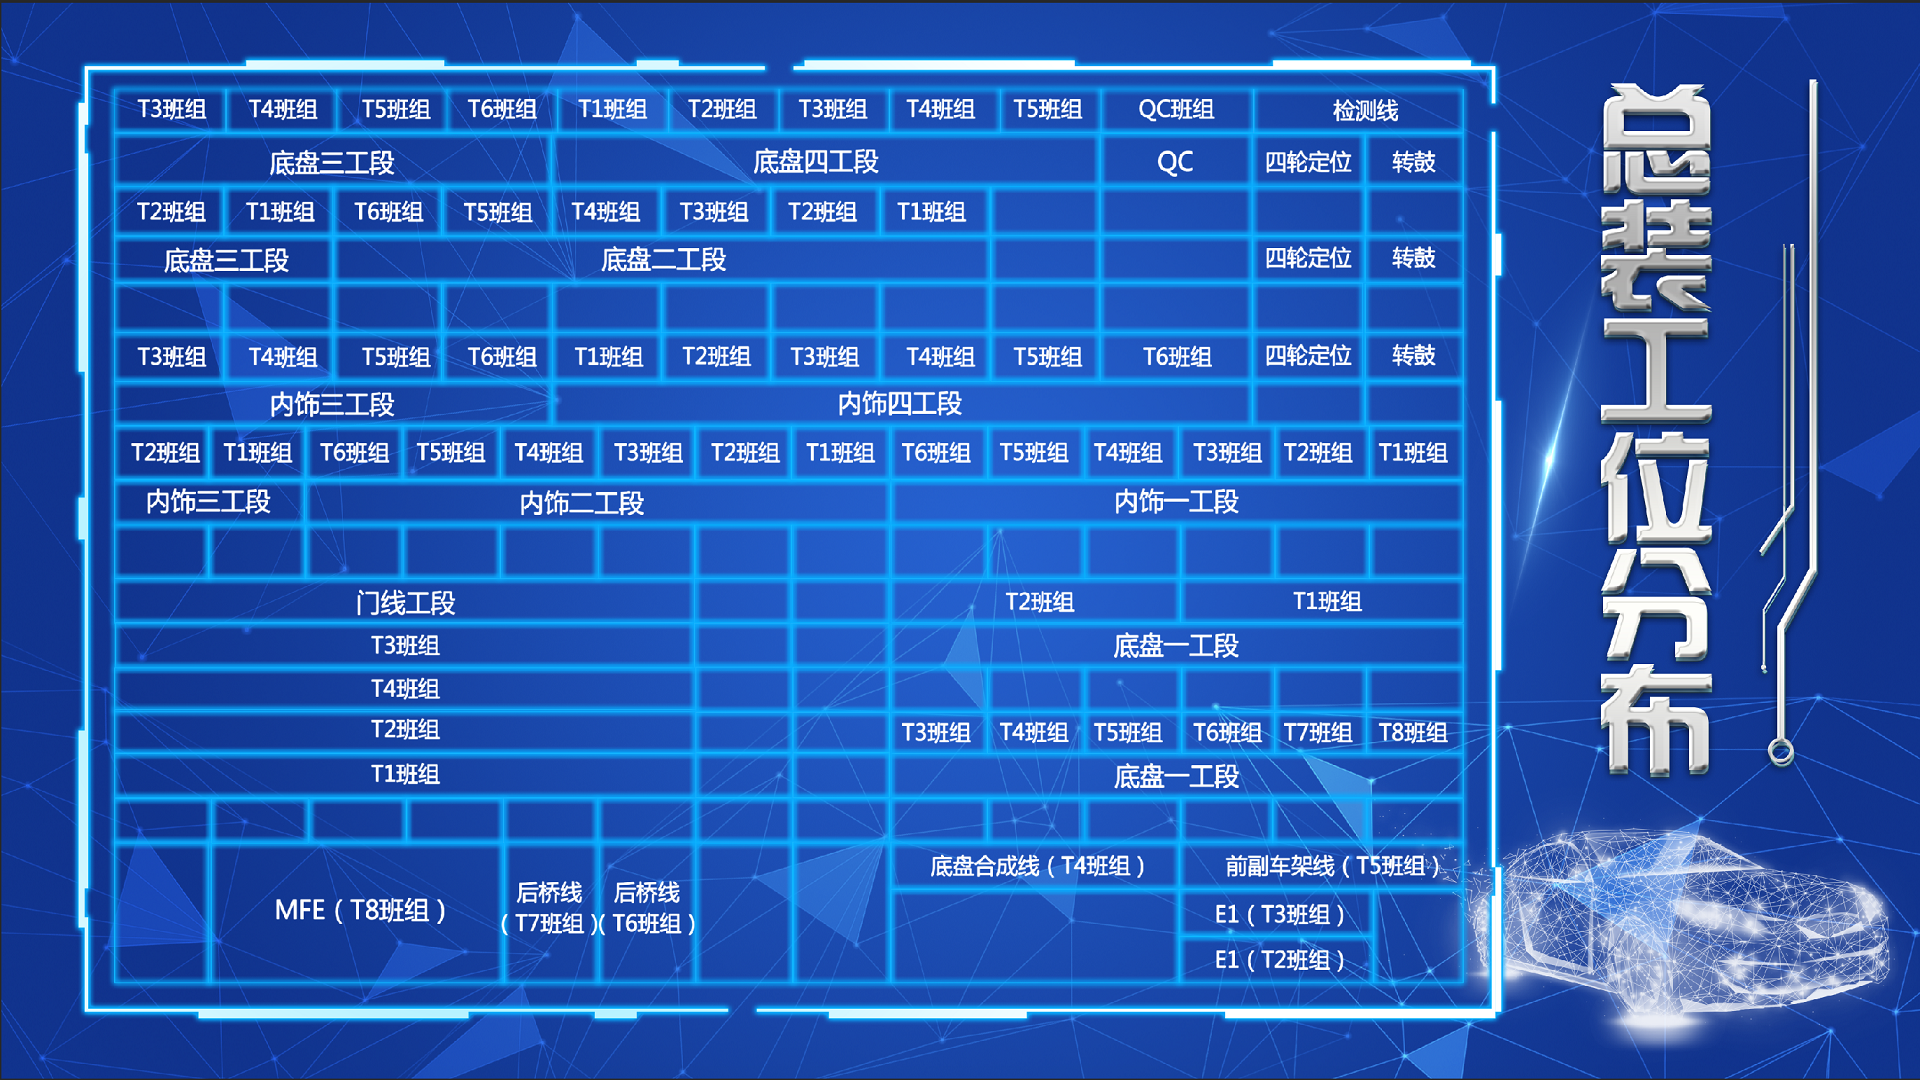 总装工位分布
T3班组 T4班组 T5班组 T6班组 T1班组 T2班组 T3班组 T4班组 T5班组 QC班组 检测线
底盘三工段 底盘四工段 QC 四轮定位 转鼓
T2班组 T1班组 T6班组 T5班组 T4班组 T3班组 T2班组 T1班组
底盘三工段 底盘二工段 四轮定位 转鼓
T3班组 T4班组 T5班组 T6班组 T1班组 T2班组 T3班组 T4班组 T5班组 T6班组 四轮定位 转鼓
内饰三工段 内饰四工段
T2班组 T1班组 T6班组 T5班组 T4班组 T3班组 T2班组 T1班组 T6班组 T5班组 T4班组 T3班组 T2班组 T1班组
内饰三工段 内饰二工段 内饰一工段
门线工段 T2班组 T1班组
T3班组 底盘一工段
T4班组
T2班组 T3班组 T4班组 T5班组 T6班组 T7班组 T8班组
T1班组 底盘一工段
底盘合成线（T4班组） 前副车架线（T5班组）
MFE（T8班组）
后桥线
（T7班组）
后桥线
（T6班组）
E1（T3班组）
E1（T2班组）